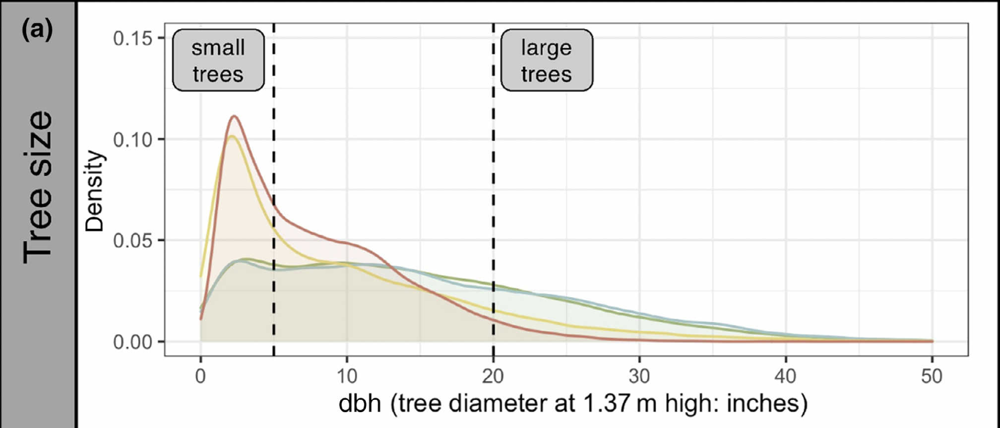 (a)
Tree size
small
trees
large
trees
0.15
0.10
0.05
0.00
Density
0
10
20
30
40
50
dbh (tree diameter at 1.37 m high: inches)